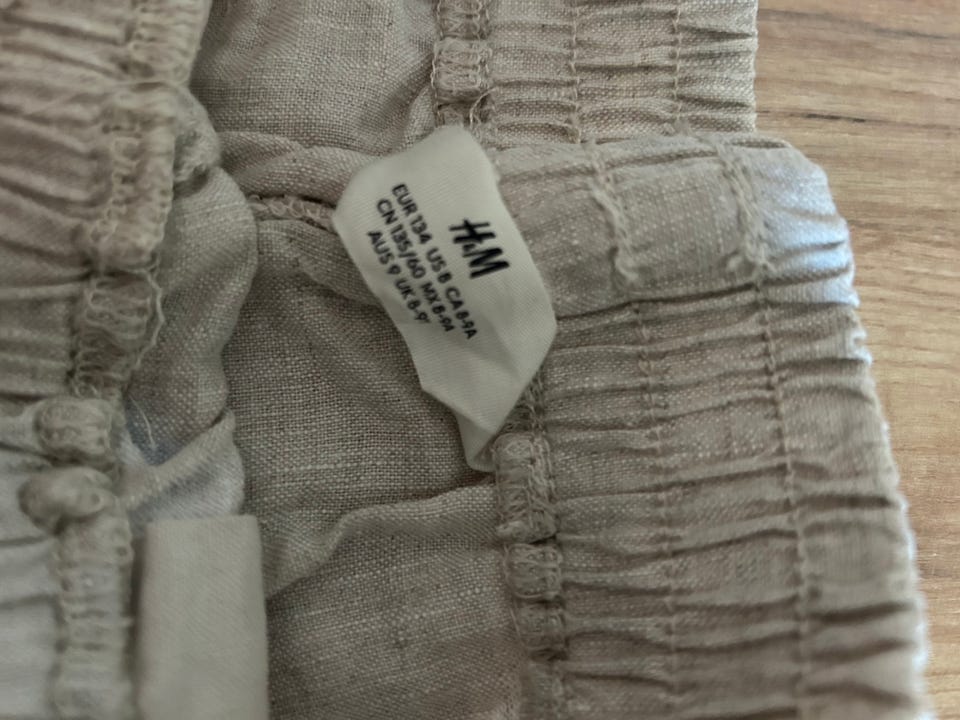 H&M
EUR 134 US 8 CA 8-9A
CN 135/60 MX 8-9A
AUS 9 UK 8-9Y